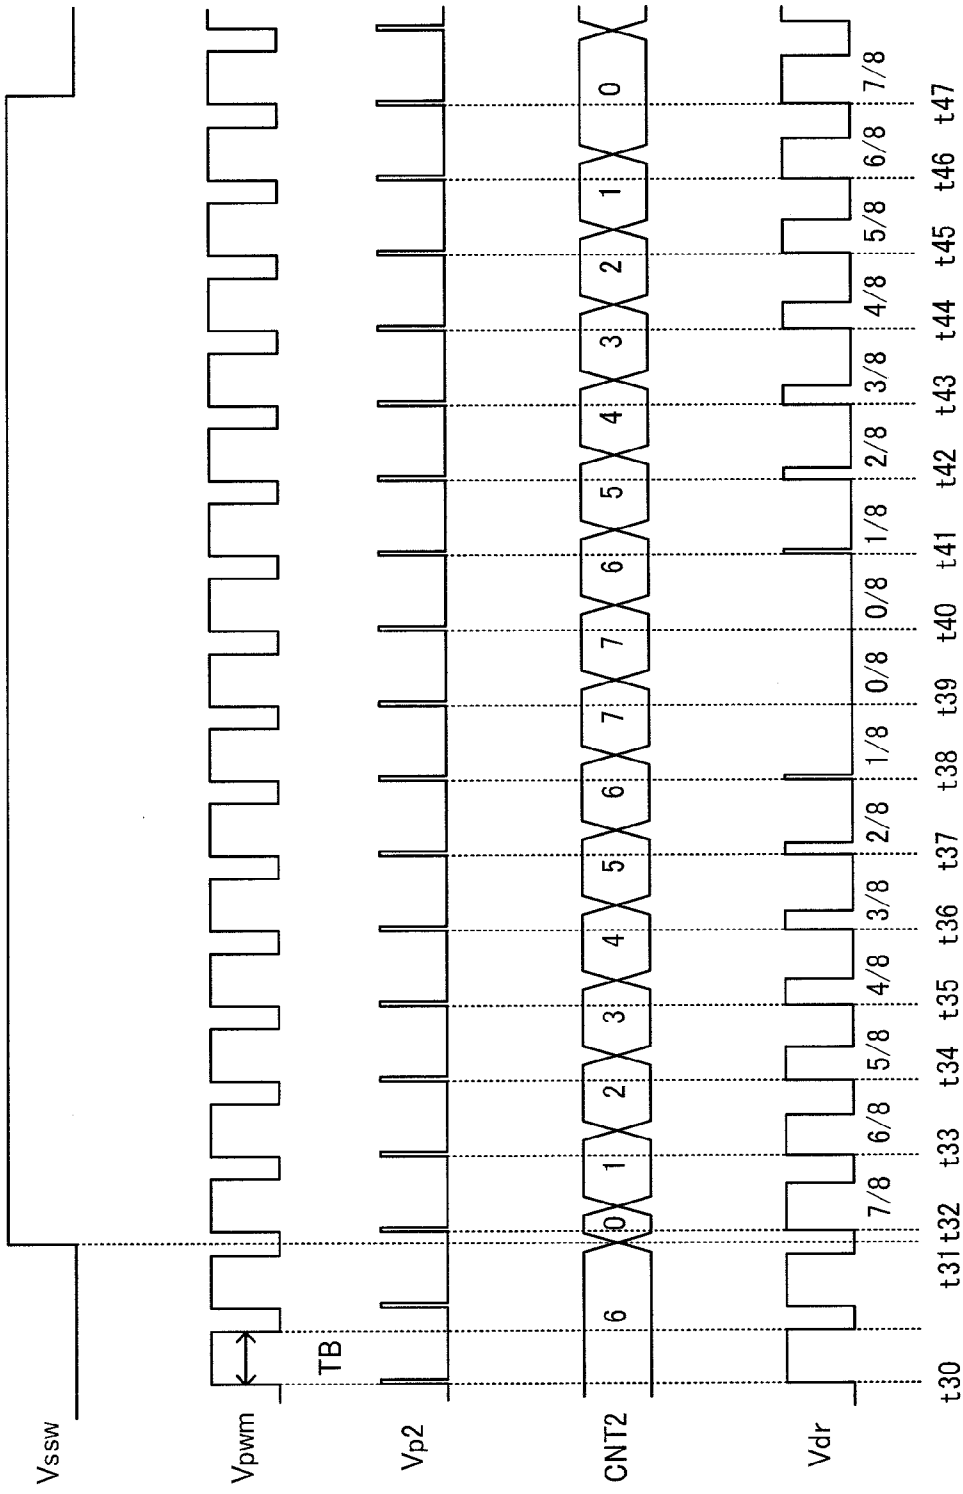 Vssw
Vpwm
TB
Vp2
CNT2
6 0 1 2 3 4 5 6 7 7 6 5 4 3 2 1 0
Vdr
7/8 6/8 5/8 4/8 3/8 2/8 1/8 0/8 0/8 1/8 2/8 3/8 4/8 5/8 6/8 7/8
t30 t31 t32 t33 t34 t35 t36 t37 t38 t39 t40 t41 t42 t43 t44 t45 t46 t47